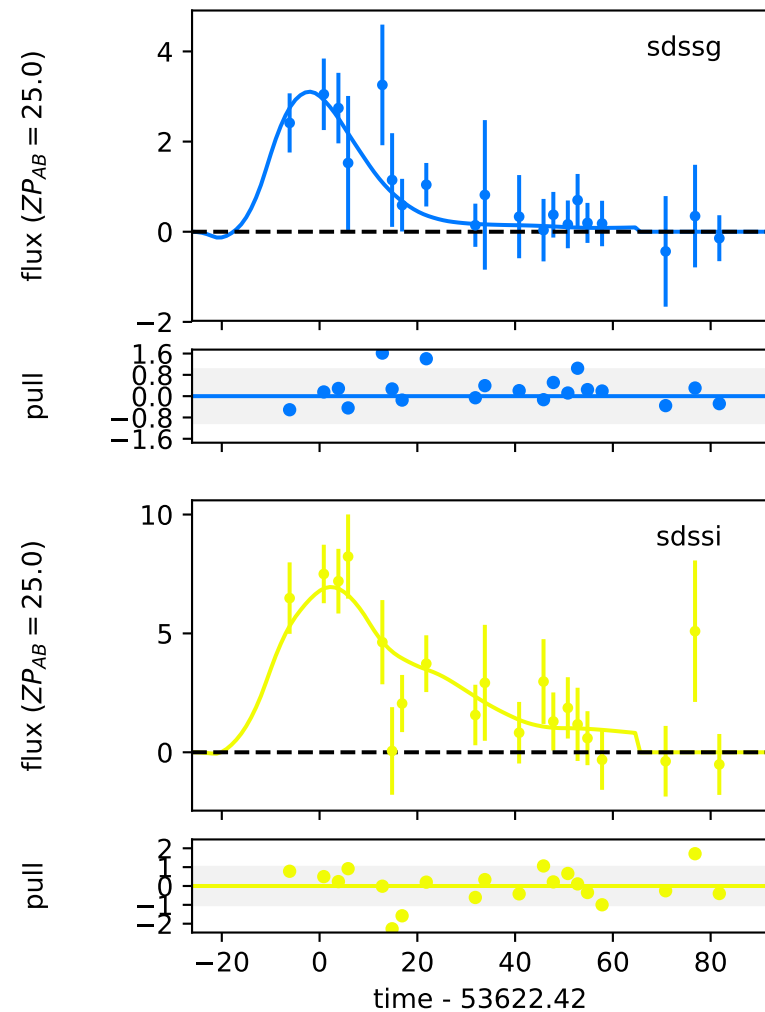 sdssg
flux (ZP_AB = 25.0)
4
2
0
−2
pull
1.6
0.8
0.0
−0.8
−1.6
sdssi
flux (ZP_AB = 25.0)
10
5
0
pull
2
1
0
−1
−2
−20 0 20 40 60 80
time - 53622.42